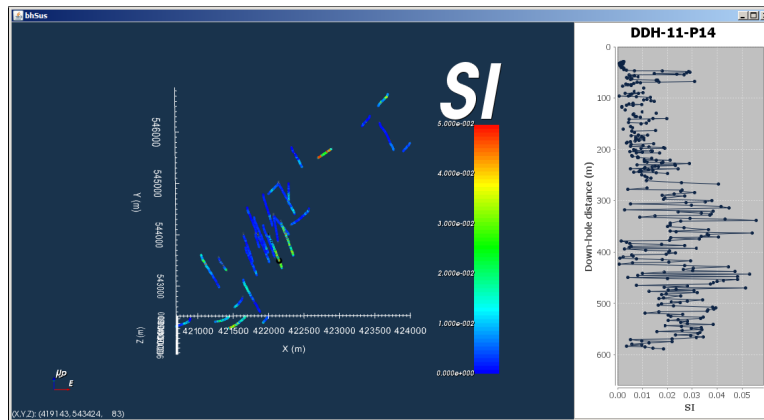 bhSus
SI
DDH-11-P14
5.000e-002
4.000e-002
3.000e-002
2.000e-002
1.000e-002
0.000e+000
546000
545000
544000
543000
Y (m)
421000 421500 422000 422500 423000 423500 424000
X (m)
Z (m)
Up
E
(X,Y,Z): (419143, 543424, 83)
0
100
200
300
400
500
600
Down-hole distance (m)
0.00 0.01 0.02 0.03 0.04 0.05
SI